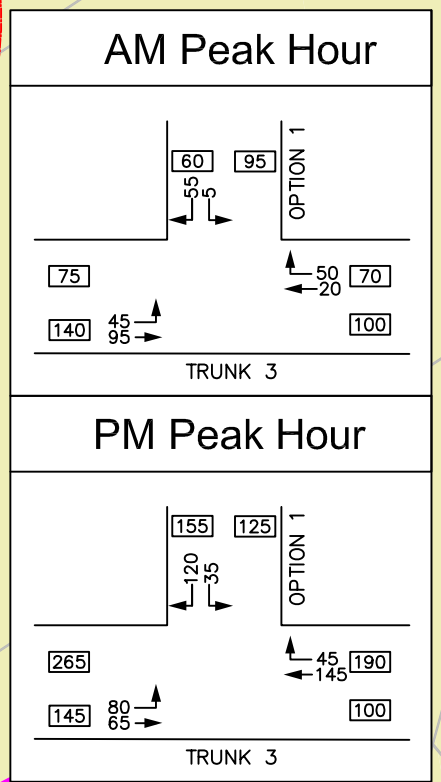 AM Peak Hour
60 95
55 5
OPTION 1
75
50 70
20
140 45
95
100
TRUNK 3
PM Peak Hour
155 125
120 35
OPTION 1
265
45 190
145
145 80
65
100
TRUNK 3